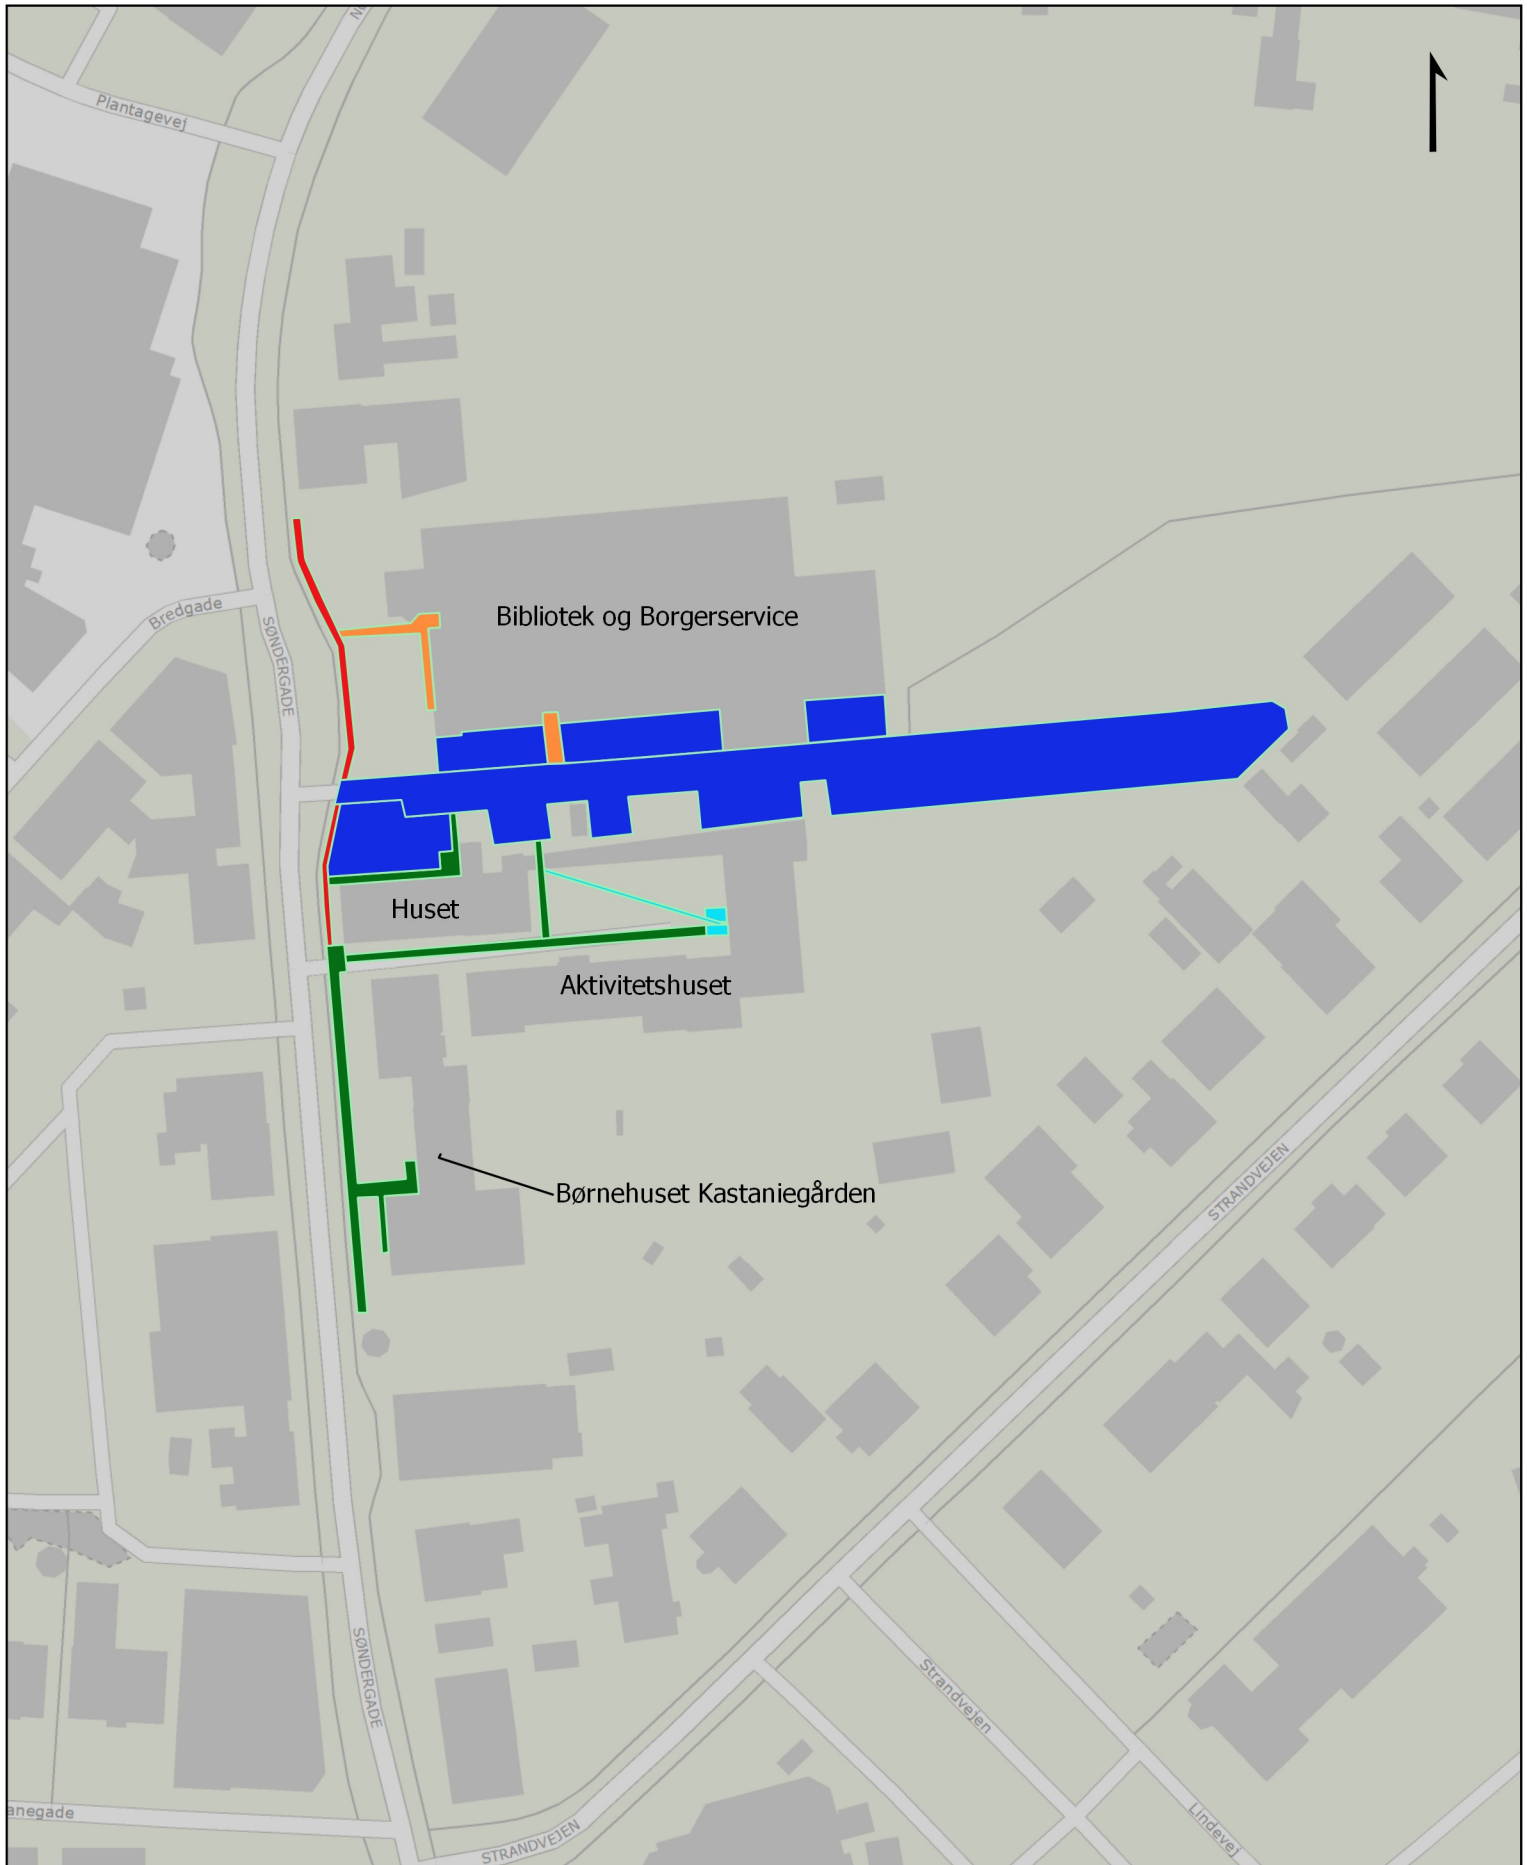 Plantagevej
Bredgade
SØNDERGADE
Bibliotek og Borgerservice
Huset
Aktivitetshuset
Børnehuset Kastaniegården
STRANDVEJEN
SØNDERGADE
Strandvejen
Lindevej
anegade
STRANDVEJEN